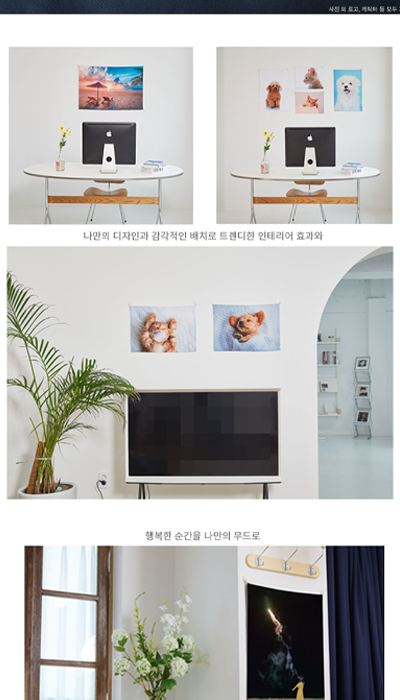 사진 외 로고, 캐릭터 등 모두
나만의 디자인과 감각적인 배치로 트렌디한 인테리어 효과와
행복한 순간을 나만의 무드로